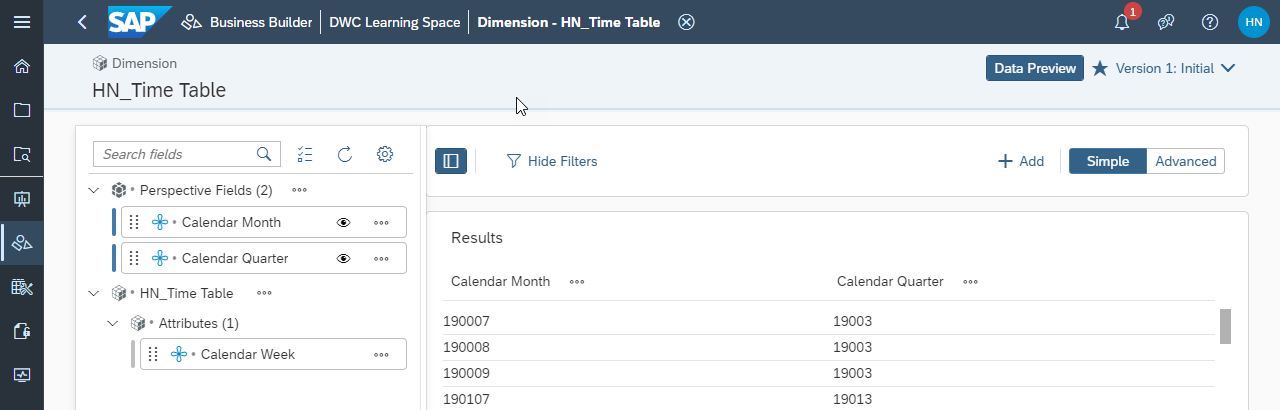 SAP Business Builder DWC Learning Space Dimension - HN_Time Table 1 HN
Dimension
HN_Time Table
Data Preview Version 1: Initial
Search fields
Perspective Fields (2)
Calendar Month
Calendar Quarter
HN_Time Table
Attributes (1)
Calendar Week
Hide Filters Add Simple Advanced
Results
Calendar Month Calendar Quarter
190007 19003
190008 19003
190009 19003
190107 19013